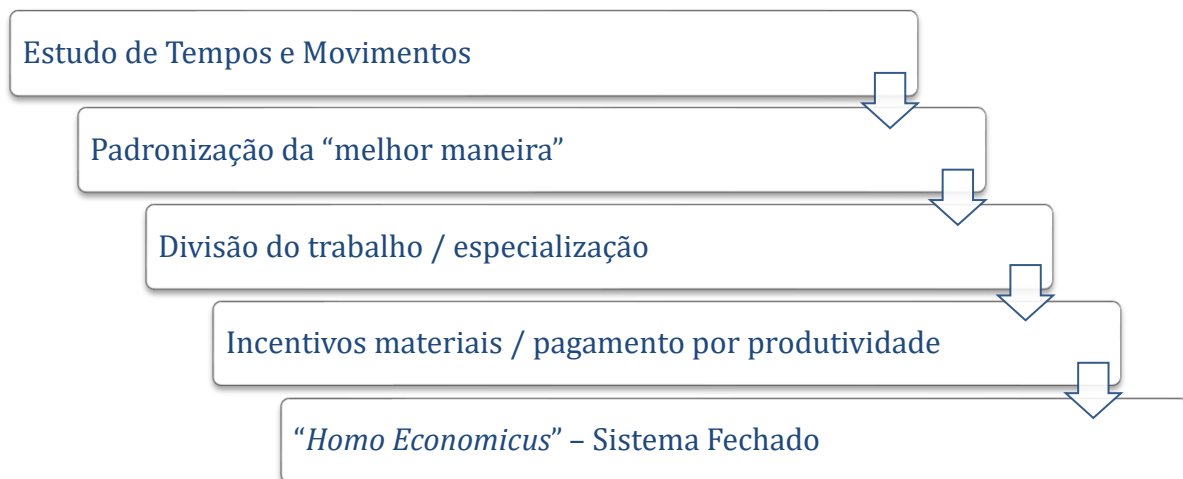 Estudo de Tempos e Movimentos
Padronização da “melhor maneira”
Divisão do trabalho / especialização
Incentivos materiais / pagamento por produtividade
“Homo Economicus” – Sistema Fechado